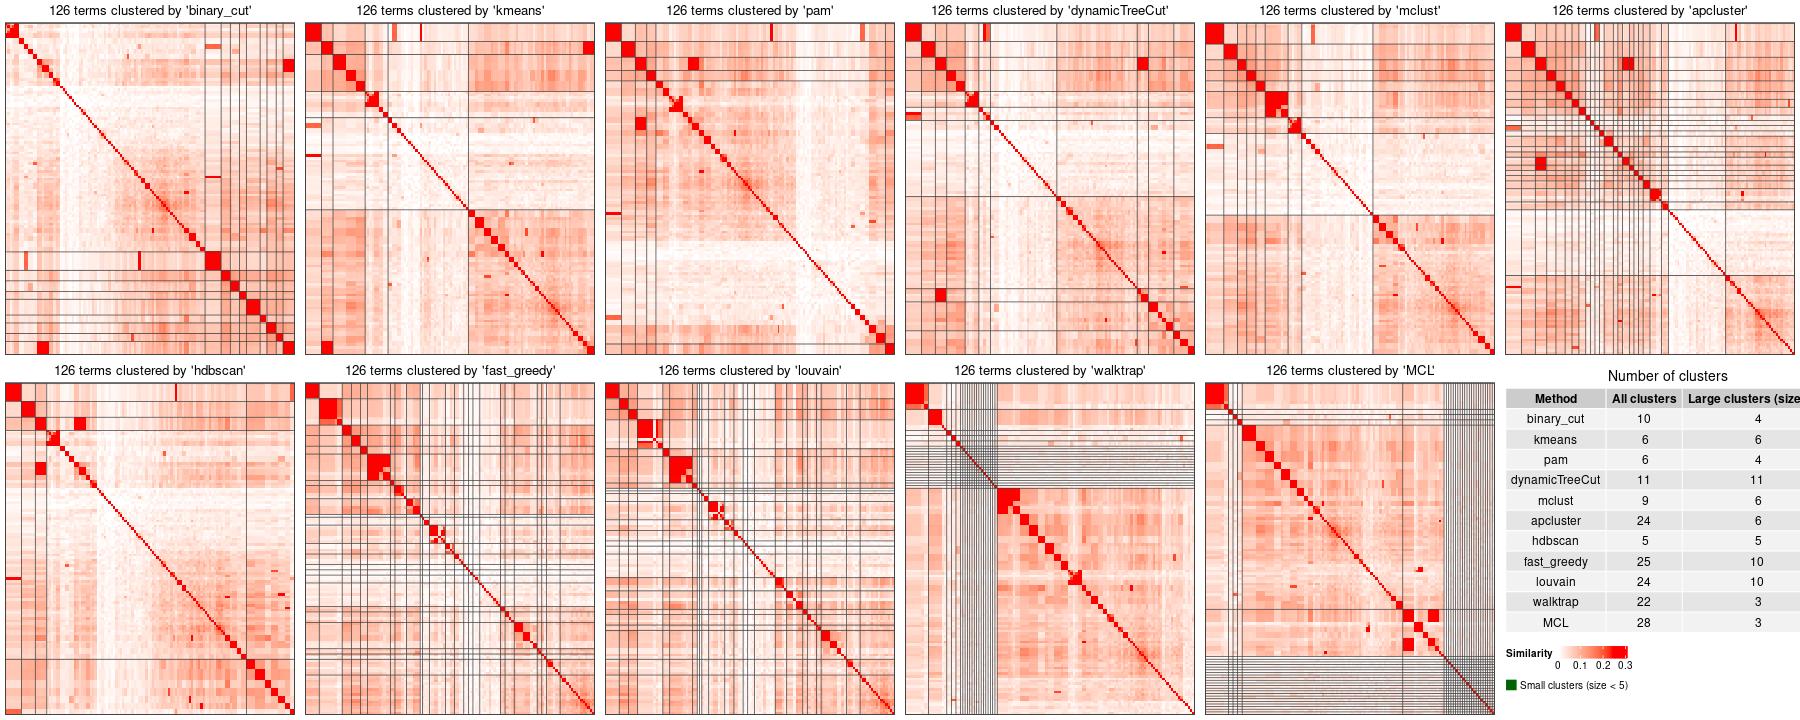 126 terms clustered by 'binary_cut'
126 terms clustered by 'kmeans'
126 terms clustered by 'pam'
126 terms clustered by 'dynamicTreeCut'
126 terms clustered by 'mclust'
126 terms clustered by 'apcluster'
126 terms clustered by 'hdbscan'
126 terms clustered by 'fast_greedy'
126 terms clustered by 'louvain'
126 terms clustered by 'walktrap'
126 terms clustered by 'MCL'
Number of clusters
Method All clusters Large clusters (size
binary_cut 10 4
kmeans 6 6
pam 6 4
dynamicTreeCut 11 11
mclust 9 6
apcluster 24 6
hdbscan 5 5
fast_greedy 25 10
louvain 24 10
walktrap 22 3
MCL 28 3
Similarity
0 0.1 0.2 0.3
Small clusters (size < 5)